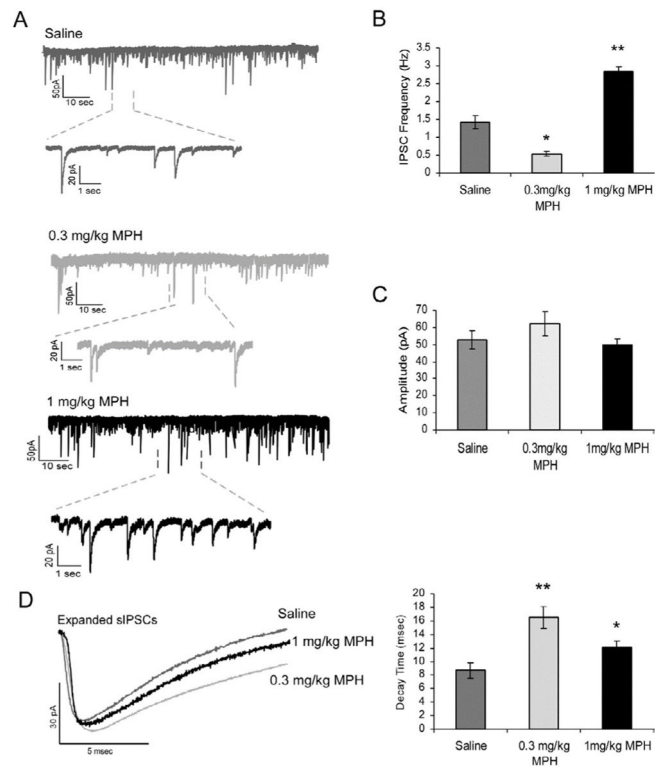 A
Saline
50pA
10 sec
20 pA
1 sec
0.3 mg/kg MPH
50pA
10 sec
20 pA
1 sec
1 mg/kg MPH
50pA
10 sec
20 pA
1 sec
B
IPSC Frequency (Hz)
3.5
3
2.5
2
1.5
1
0.5
0
*
**
Saline
0.3mg/kg
MPH
1 mg/kg MPH
C
Amplitude (pA)
80
70
60
50
40
30
20
10
0
Saline
0.3mg/kg
MPH
1mg/kg MPH
D
Expanded sIPSCs
Saline
1 mg/kg MPH
0.3 mg/kg MPH
30 pA
5 msec
Decay Time (msec)
20
18
16
14
12
10
8
6
4
2
0
**
*
Saline
0.3 mg/kg
MPH
1mg/kg MPH